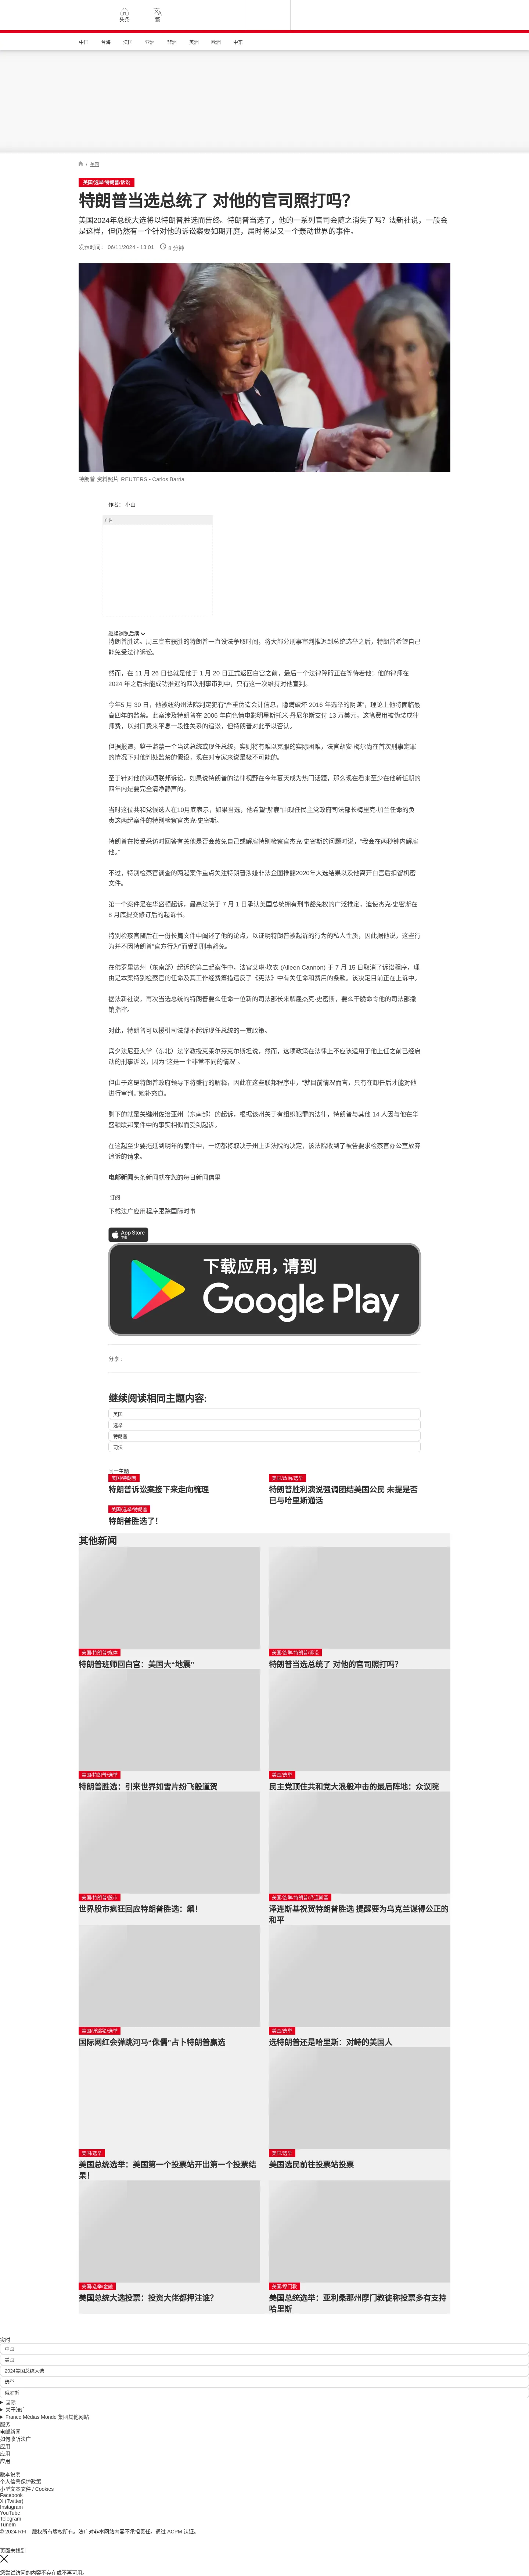 头条
繁
中国 台海 法国 亚洲 非洲 美洲 欧洲 中东
/ 美国
美国/选举/特朗普/诉讼
特朗普当选总统了 对他的官司照打吗？
美国2024年总统大选将以特朗普胜选而告终。特朗普当选了，他的一系列官司会随之消失了吗？法新社说，一般会
是这样，但仍然有一个针对他的诉讼案要如期开庭，届时将是又一个轰动世界的事件。
发表时间： 06/11/2024 - 13:01 8 分钟
特朗普 资料照片 REUTERS - Carlos Barria
作者： 小山
广告
继续浏览后续
特朗普胜选。周三宣布获胜的特朗普一直设法争取时间，将大部分刑事审判推迟到总统选举之后，特朗普希望自己
能免受法律诉讼。
然而，在 11 月 26 日也就是他于 1 月 20 日正式返回白宫之前，最后一个法律障碍正在等待着他：他的律师在
2024 年之后未能成功推迟的四次刑事审判中，只有这一次维持对他宣判。
今年5 月 30 日，他被纽约州法院判定犯有“严重伪造会计信息，隐瞒破坏 2016 年选举的阴谋”，理论上他将面临最
高四年的监禁。此案涉及特朗普在 2006 年向色情电影明星斯托米·丹尼尔斯支付 13 万美元，这笔费用被伪装成律
师费，以封口费来平息一段性关系的追讼，但特朗普对此予以否认。
但据报道，鉴于监禁一个当选总统或现任总统，实则将有难以克服的实际困难，法官胡安·梅尔尚在首次刑事定罪
的情况下对他判处监禁的假设，现在对专家来说是极不可能的。
至于针对他的两项联邦诉讼，如果说特朗普的法律视野在今年夏天成为热门话题，那么现在看来至少在他新任期的
四年内是要完全清净静声的。
当时这位共和党候选人在10月底表示，如果当选，他希望“解雇”由现任民主党政府司法部长梅里克·加兰任命的负
责这两起案件的特别检察官杰克·史密斯。
特朗普在接受采访时回答有关他是否会赦免自己或解雇特别检察官杰克·史密斯的问题时说，“我会在两秒钟内解雇
他。”
不过，特别检察官调查的两起案件重点关注特朗普涉嫌非法企图推翻2020年大选结果以及他离开白宫后扣留机密
文件。
第一个案件是在华盛顿起诉，最高法院于 7 月 1 日承认美国总统拥有刑事豁免权的广泛推定，迫使杰克·史密斯在
8 月底提交修订后的起诉书。
特别检察官随后在一份长篇文件中阐述了他的论点，以证明特朗普被起诉的行为的私人性质，因此据他说，这些行
为并不因特朗普“官方行为”而受到刑事豁免。
在佛罗里达州（东南部）起诉的第二起案件中，法官艾琳·坎农 (Aileen Cannon) 于 7 月 15 日取消了诉讼程序，理
由是本案特别检察官的任命及其工作经费筹措违反了《宪法》中有关任命和费用的条款。该决定目前正在上诉中。
据法新社说，再次当选总统的特朗普要么任命一位新的司法部长来解雇杰克·史密斯，要么干脆命令他的司法部撤
销指控。
对此，特朗普可以援引司法部不起诉现任总统的一贯政策。
宾夕法尼亚大学（东北）法学教授克莱尔芬克尔斯坦说，然而，这项政策在法律上不应该适用于他上任之前已经启
动的刑事诉讼，因为“这是一个非常不同的情况”。
但由于这是特朗普政府领导下将盛行的解释，因此在这些联邦程序中，“就目前情况而言，只有在卸任后才能对他
进行审判。”她补充道。
剩下的就是关键州佐治亚州（东南部）的起诉，根据该州关于有组织犯罪的法律，特朗普与其他 14 人因与他在华
盛顿联邦案件中的事实相似而受到起诉。
在这起至少要拖延到明年的案件中，一切都将取决于州上诉法院的决定，该法院收到了被告要求检察官办公室放弃
追诉的请求。
电邮新闻头条新闻就在您的每日新闻信里
订阅
下载法广应用程序跟踪国际时事
App Store
下载
下载应用，请到
Google Play
分享 :
继续阅读相同主题内容:
美国
选举
特朗普
司法
同一主题
美国/特朗普
特朗普诉讼案接下来走向梳理
美国/政治/选举
特朗普胜利演说强调团结美国公民 未提是否
已与哈里斯通话
美国/选举/特朗普
特朗普胜选了！
其他新闻
美国/特朗普/媒体
特朗普班师回白宫：美国大“地震”
美国/选举/特朗普/诉讼
特朗普当选总统了 对他的官司照打吗？
美国/特朗普/选举
特朗普胜选：引来世界如雪片纷飞般道贺
美国/选举
民主党顶住共和党大浪般冲击的最后阵地：众议院
美国/特朗普/股市
世界股市疯狂回应特朗普胜选：飙！
美国/选举/特朗普/泽连斯基
泽连斯基祝贺特朗普胜选 提醒要为乌克兰谋得公正的
和平
美国/弹跳猪/选举
国际网红会弹跳河马“侏儒”占卜特朗普赢选
美国/选举
选特朗普还是哈里斯：对峙的美国人
美国/选举
美国总统选举：美国第一个投票站开出第一个投票结
果！
美国/选举
美国选民前往投票站投票
美国/选举/金融
美国总统大选投票：投资大佬都押注谁？
美国/摩门教
美国总统选举：亚利桑那州摩门教徒称投票多有支持
哈里斯
实时
中国
美国
2024美国总统大选
选举
俄罗斯
国际
关于法广
France Médias Monde 集团其他网站
服务
电邮新闻
如何收听法广
应用
应用
应用
版本说明
个人信息保护政策
小型文本文件 / Cookies
Facebook
X (Twitter)
Instagram
YouTube
Telegram
TuneIn
© 2024 RFI – 版权所有版权所有。法广对非本网站内容不承担责任。通过 ACPM 认证。
页面未找到
您尝试访问的内容不存在或不再可用。